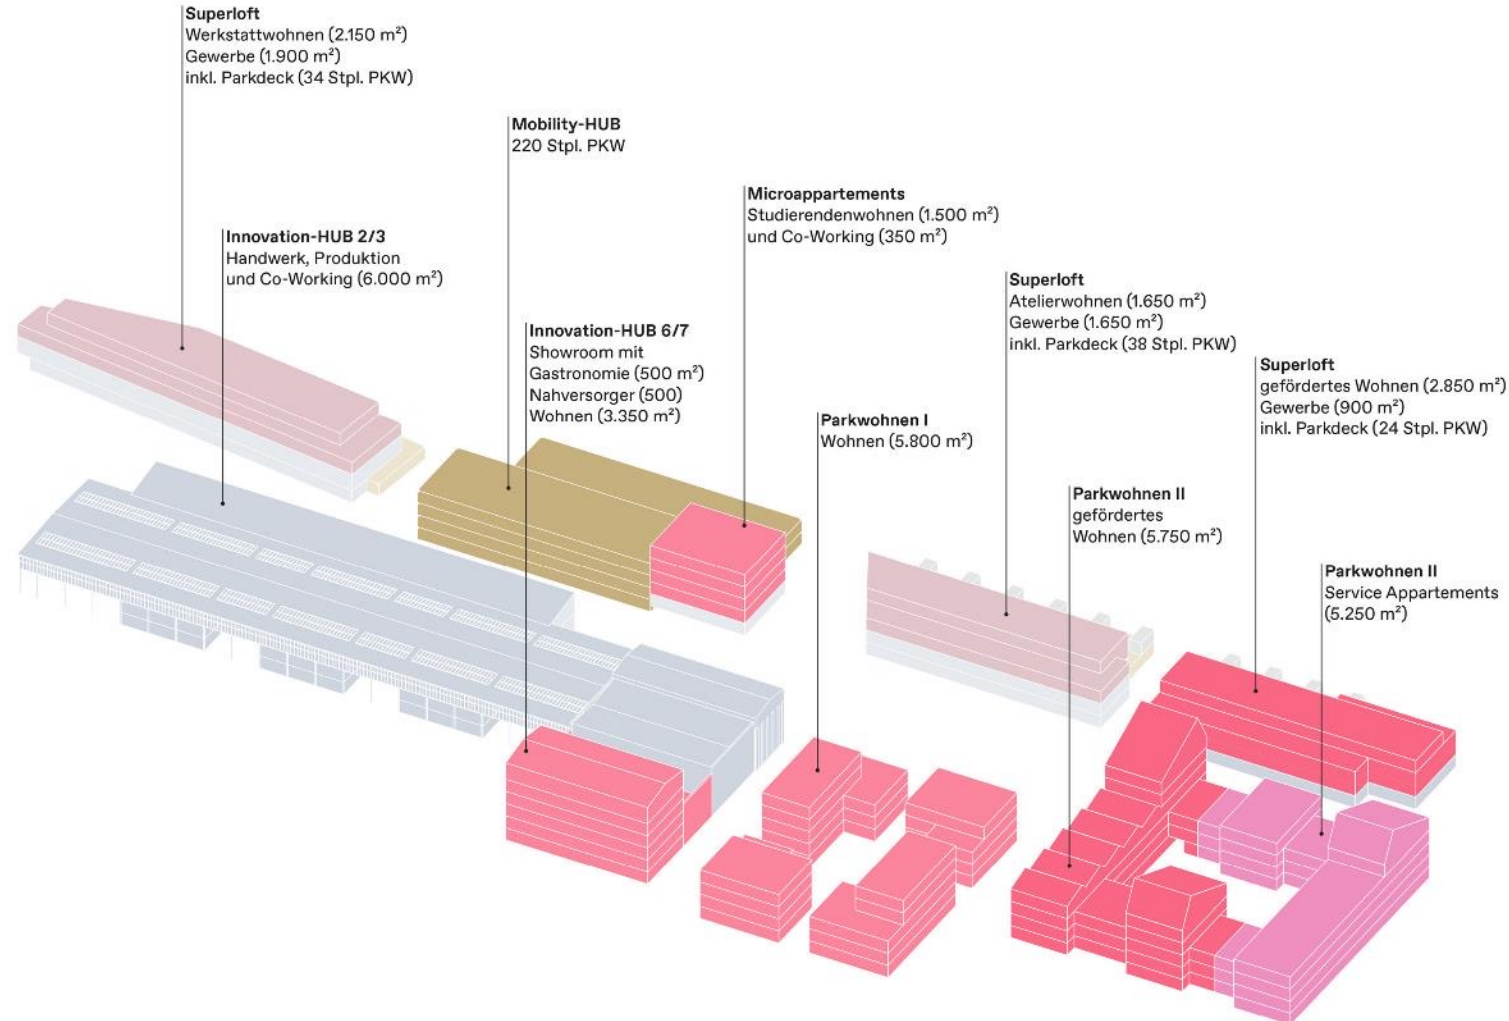 Superloft
Werkstattwohnen (2.150 m²)
Gewerbe (1.900 m²)
inkl. Parkdeck (34 Stpl. PKW)
Mobility-HUB
220 Stpl. PKW
Microappartements
Studierendenwohnen (1.500 m²)
und Co-Working (350 m²)
Innovation-HUB 2/3
Handwerk, Produktion
und Co-Working (6.000 m²)
Superloft
Atelierwohnen (1.650 m²)
Gewerbe (1.650 m²)
inkl. Parkdeck (38 Stpl. PKW)
Innovation-HUB 6/7
Showroom mit
Gastronomie (500 m²)
Nahversorger (500)
Wohnen (3.350 m²)
Superloft
gefördertes Wohnen (2.850 m²)
Gewerbe (900 m²)
inkl. Parkdeck (24 Stpl. PKW)
Parkwohnen I
Wohnen (5.800 m²)
Parkwohnen II
gefördertes
Wohnen (5.750 m²)
Parkwohnen II
Service Appartements
(5.250 m²)